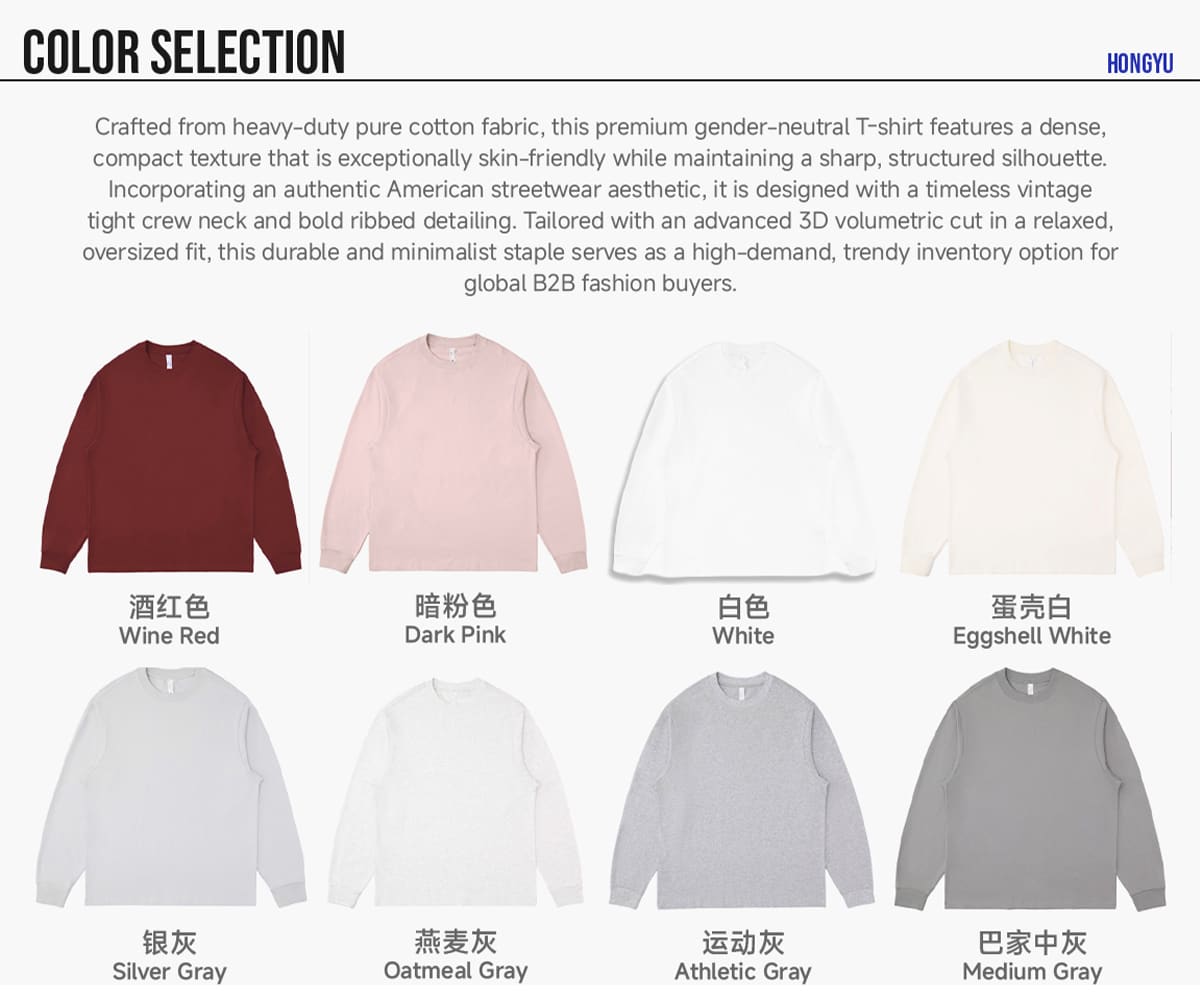 COLOR SELECTION
HONGYU
Crafted from heavy-duty pure cotton fabric, this premium gender-neutral T-shirt features a dense,
compact texture that is exceptionally skin-friendly while maintaining a sharp, structured silhouette.
Incorporating an authentic American streetwear aesthetic, it is designed with a timeless vintage
tight crew neck and bold ribbed detailing. Tailored with an advanced 3D volumetric cut in a relaxed,
oversized fit, this durable and minimalist staple serves as a high-demand, trendy inventory option for
global B2B fashion buyers.
酒红色
Wine Red
暗粉色
Dark Pink
白色
White
蛋壳白
Eggshell White
银灰
Silver Gray
燕麦灰
Oatmeal Gray
运动灰
Athletic Gray
巴家中灰
Medium Gray